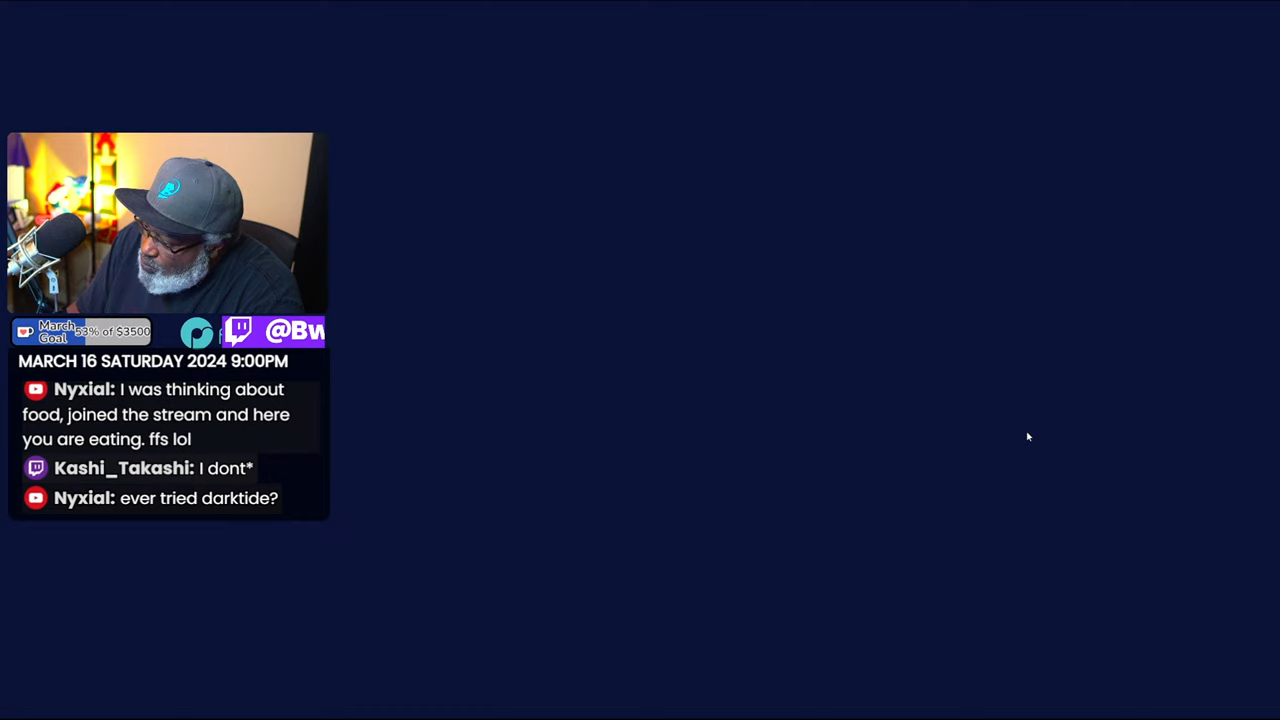 March
Goal
53% of $3500
@Bw
MARCH 16 SATURDAY 2024 9:00PM
Nyxial: I was thinking about
food, joined the stream and here
you are eating. ffs lol
Kashi_Takashi: I dont*
Nyxial: ever tried darktide?